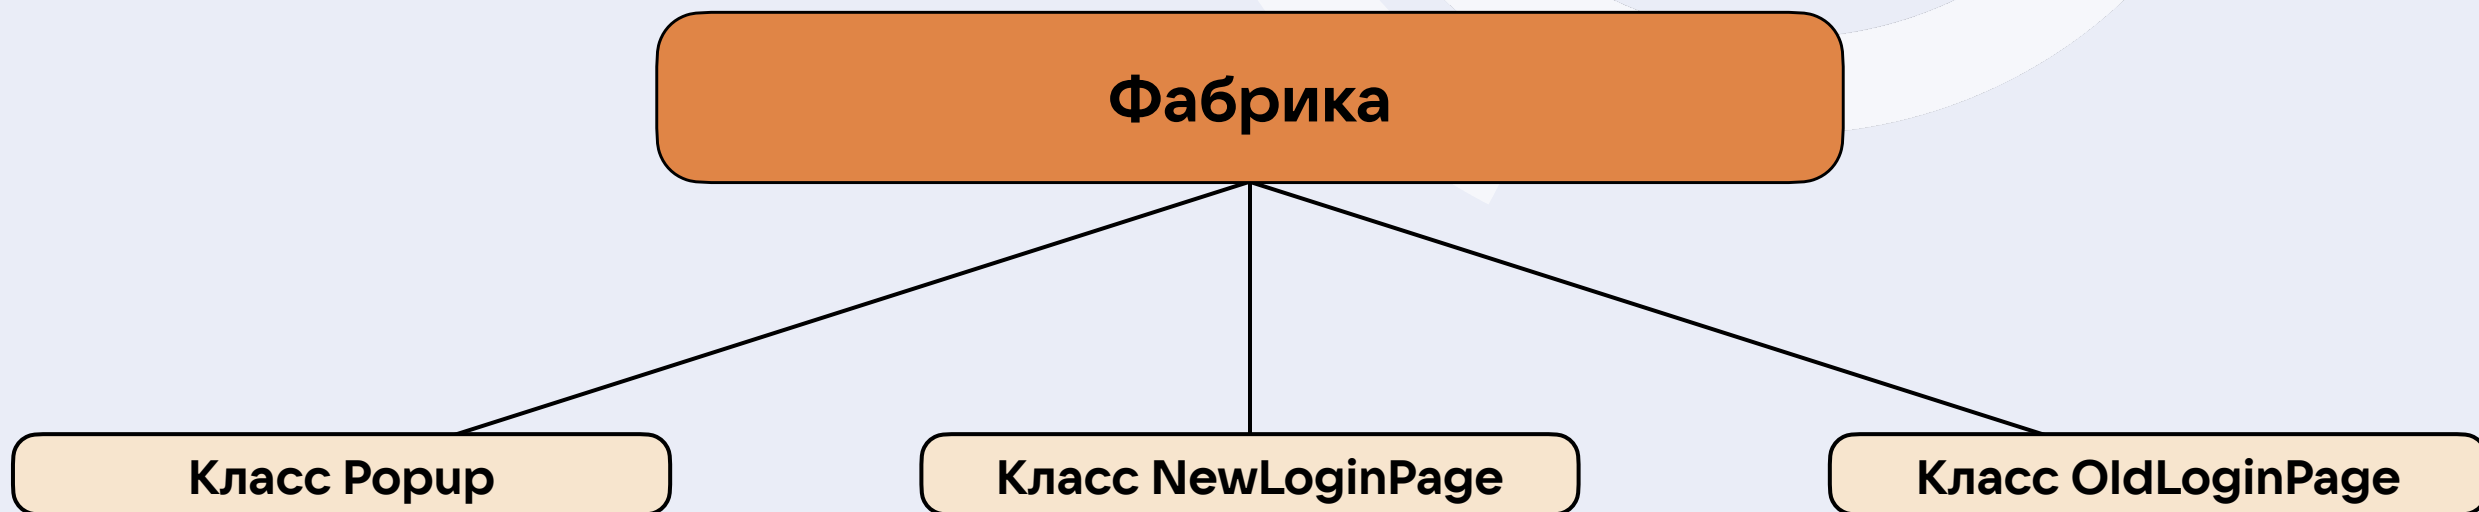 Фабрика
Класс Popup
Класс NewLoginPage
Класс OldLoginPage